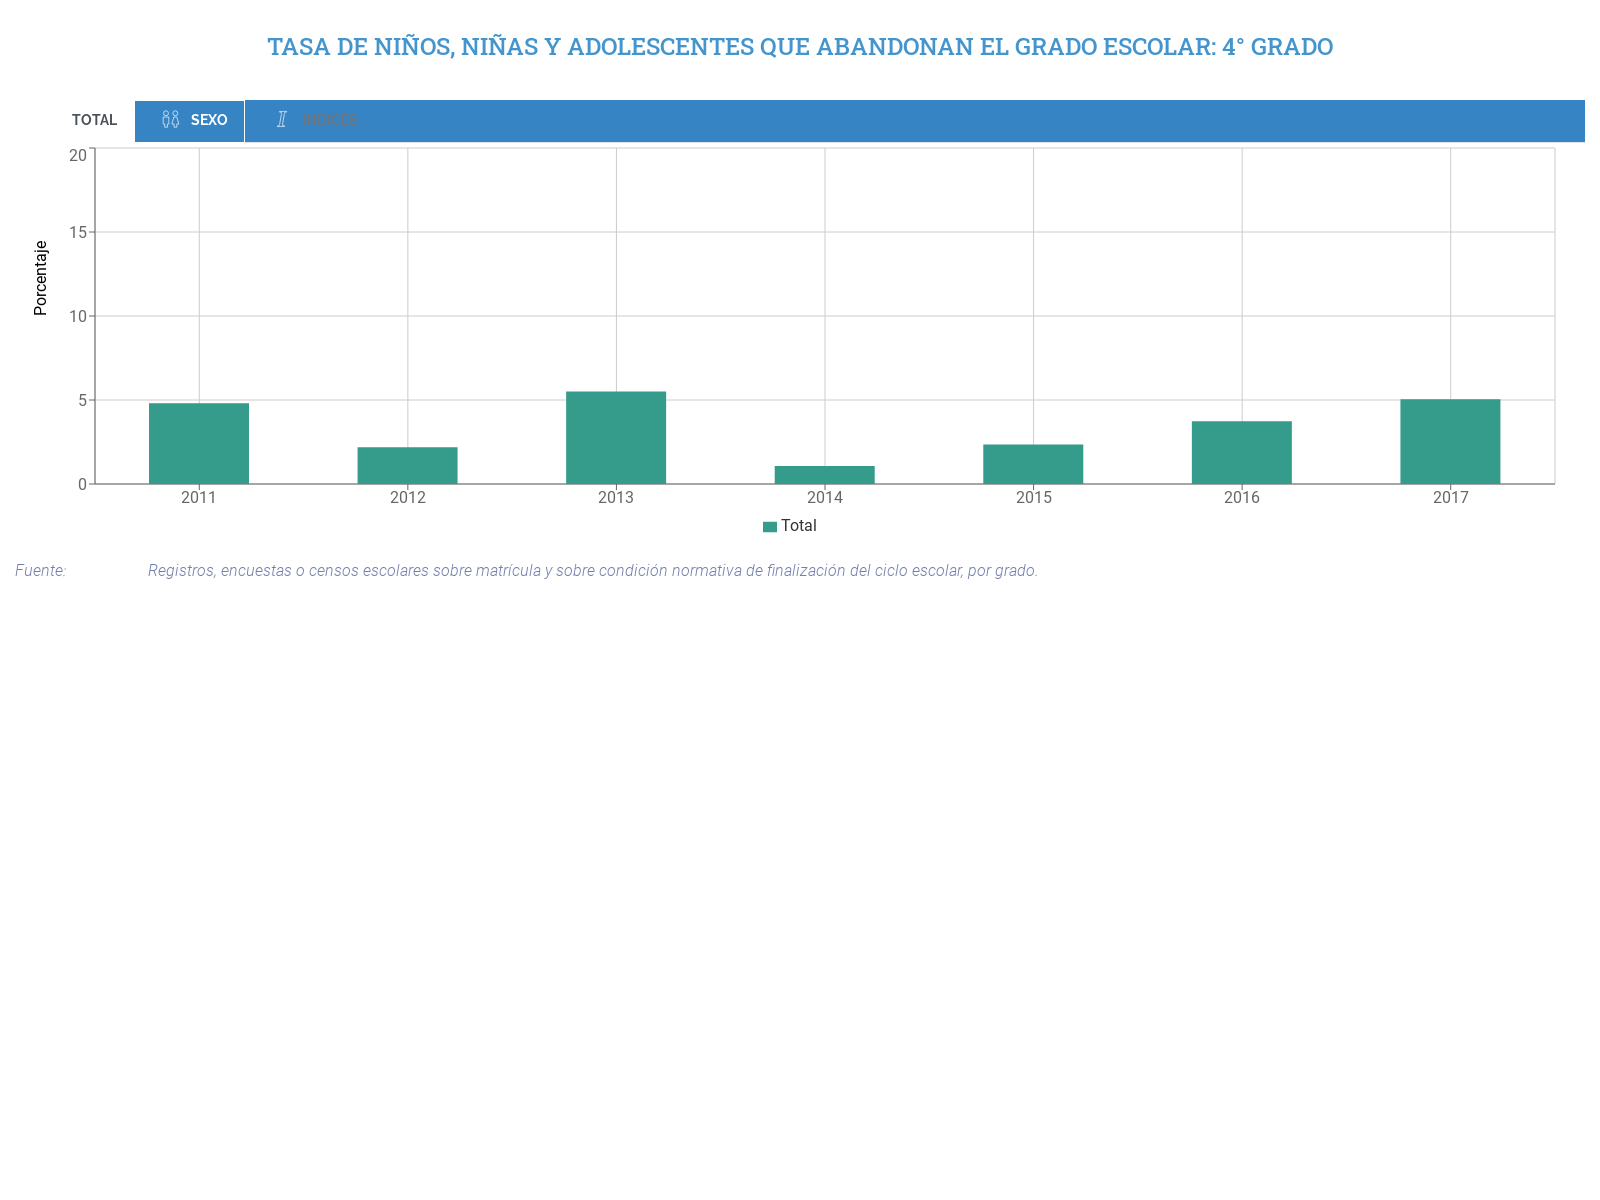 TASA DE NIÑOS, NIÑAS Y ADOLESCENTES QUE ABANDONAN EL GRADO ESCOLAR: 4° GRADO
TOTAL SEXO INDICES
20
15
10
5
0
Porcentaje
2011 2012 2013 2014 2015 2016 2017
Total
Fuente: Registros, encuestas o censos escolares sobre matrícula y sobre condición normativa de finalización del ciclo escolar, por grado.